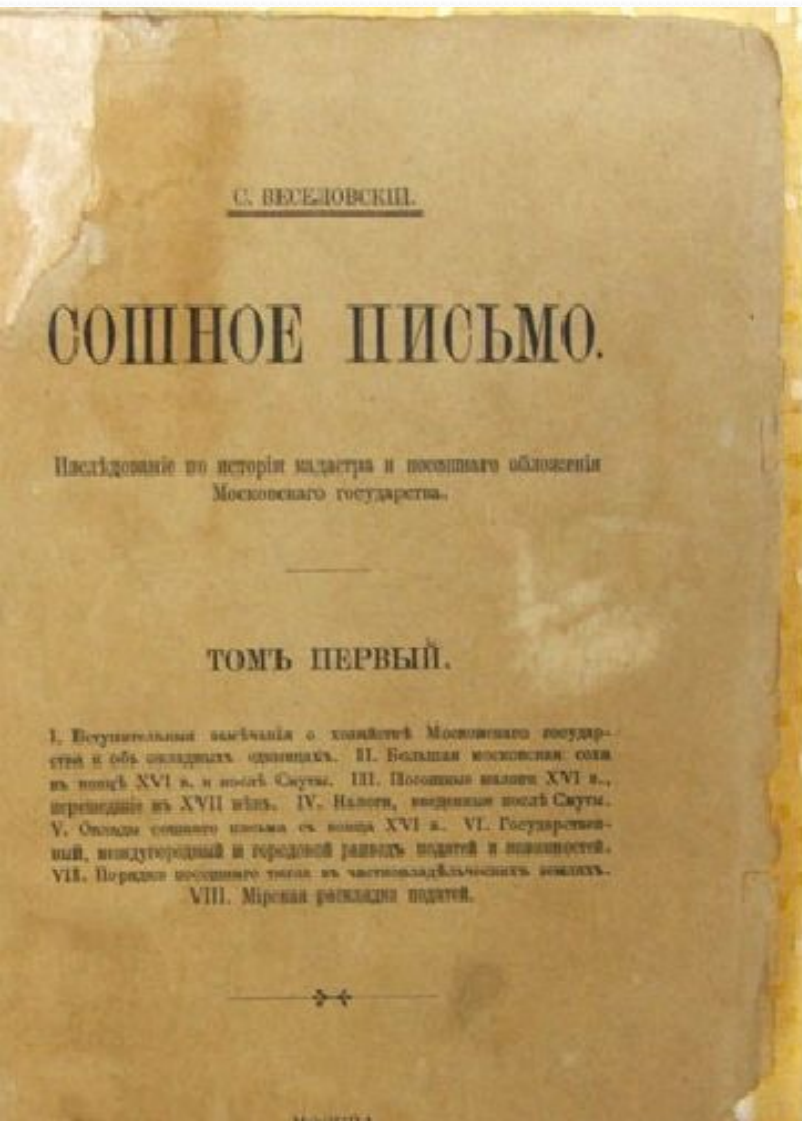 С. ВЕСЕЛОВСКІЙ.
СОШНОЕ ПИСЬМО.
Изслѣдованіе по исторіи кадастра и посошнаго обложенія
Московскаго государства.
ТОМЪ ПЕРВЫЙ.
I. Вступительныя замѣчанія о хозяйствѣ Московскаго государ-
ства и объ окладныхъ единицахъ. II. Большая московская соха
въ концѣ XVI в. и послѣ Смуты. III. Посошные налоги XVI в.,
перешедшіе въ XVII вѣкъ. IV. Налоги, введенные послѣ Смуты.
V. Оклады сошнаго письма съ конца XVI в. VI. Государствен-
ный, междугородный и городовой разводъ податей и повинностей.
VII. Порядки посошнаго тягла въ частновладѣльческихъ земляхъ.
VIII. Мірская раскладка податей.
МОСКВА